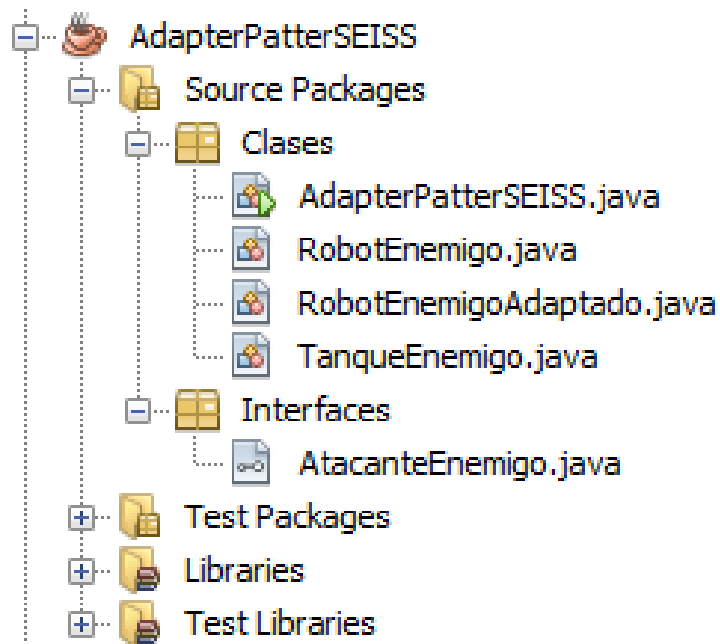 AdapterPatterSEISS
Source Packages
Clases
AdapterPatterSEISS.java
RobotEnemigo.java
RobotEnemigoAdaptado.java
TanqueEnemigo.java
Interfaces
AtacanteEnemigo.java
Test Packages
Libraries
Test Libraries